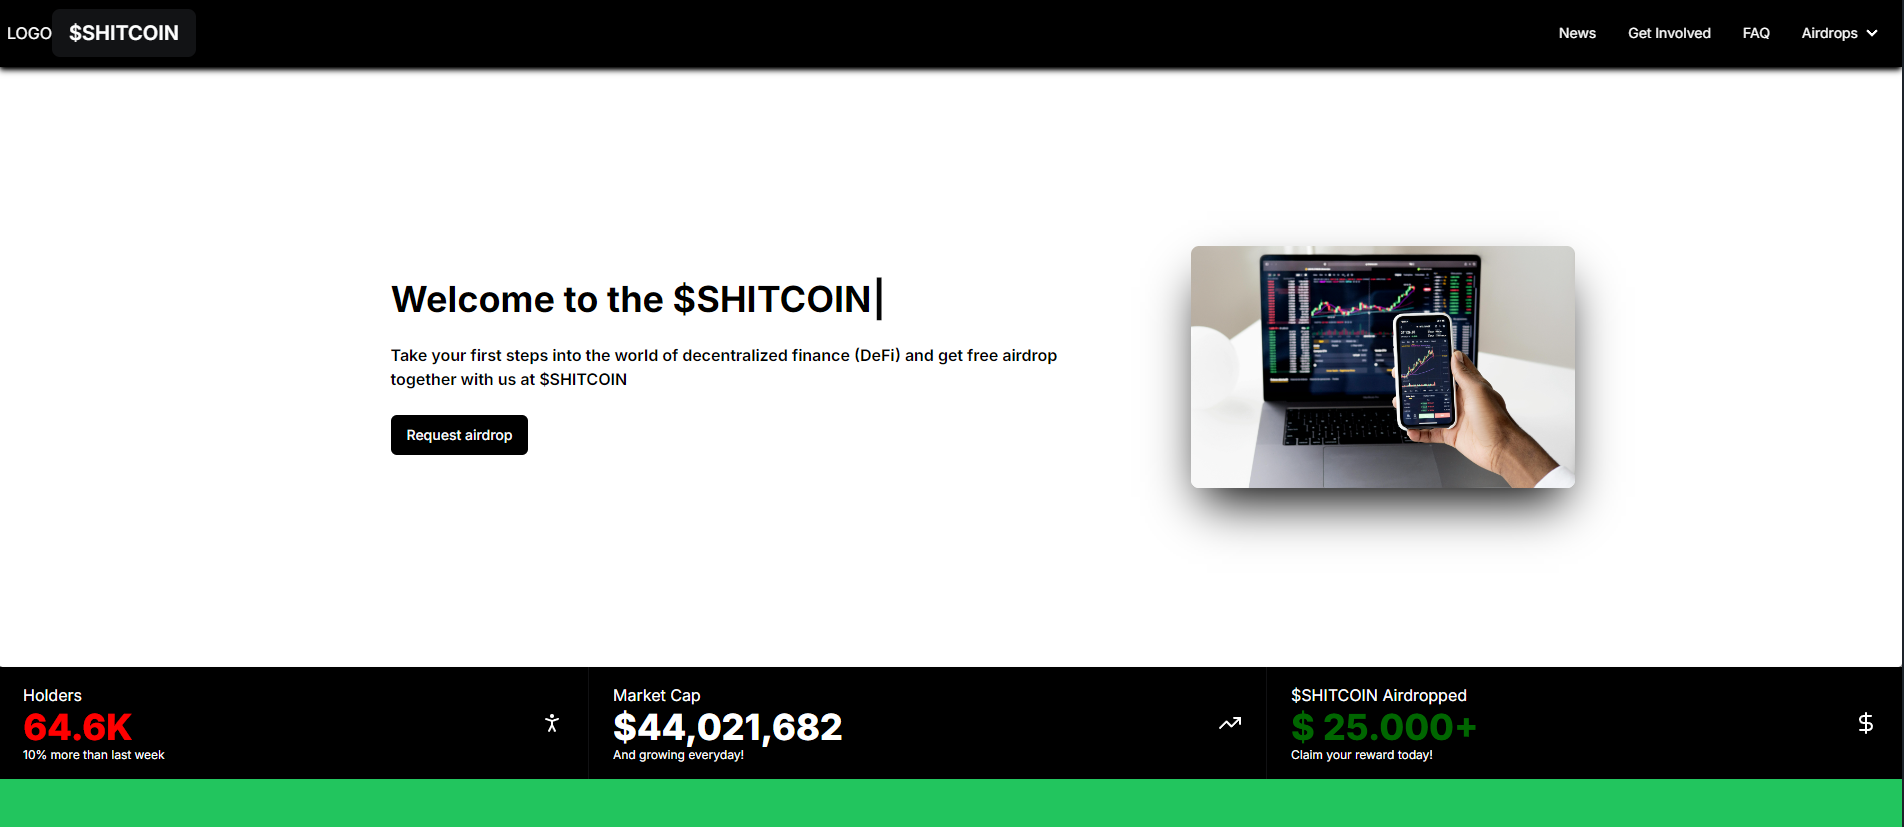 LOGO $SHITCOIN
News Get Involved FAQ Airdrops
Welcome to the $SHITCOIN
Take your first steps into the world of decentralized finance (DeFi) and get free airdrop
together with us at $SHITCOIN
Request airdrop
Holders
64.6K
10% more than last week
Market Cap
$44,021,682
And growing everyday!
$SHITCOIN Airdropped
$ 25.000+
Claim your reward today!